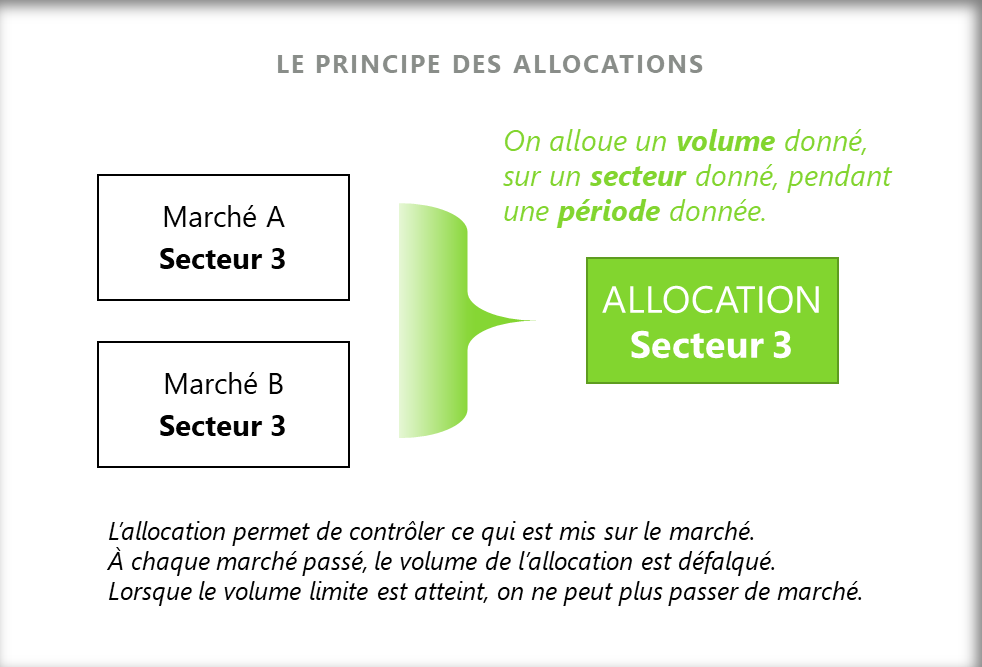 LE PRINCIPE DES ALLOCATIONS
On alloue un volume donné,
sur un secteur donné, pendant
une période donnée.
Marché A
Secteur 3
ALLOCATION
Secteur 3
Marché B
Secteur 3
L’allocation permet de contrôler ce qui est mis sur le marché.
À chaque marché passé, le volume de l’allocation est défalqué.
Lorsque le volume limite est atteint, on ne peut plus passer de marché.